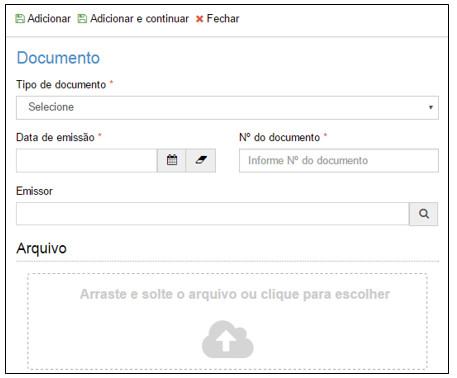 Adicionar Adicionar e continuar Fechar
Documento
Tipo de documento *
Selecione
Data de emissão * Nº do documento *
Informe Nº do documento
Emissor
Arquivo
Arraste e solte o arquivo ou clique para escolher